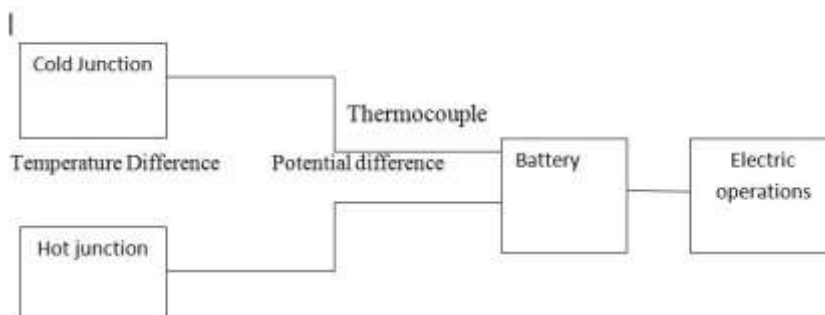 Cold Junction
Thermocouple
Temperature Difference
Potential difference
Battery
Electric
operations
Hot junction